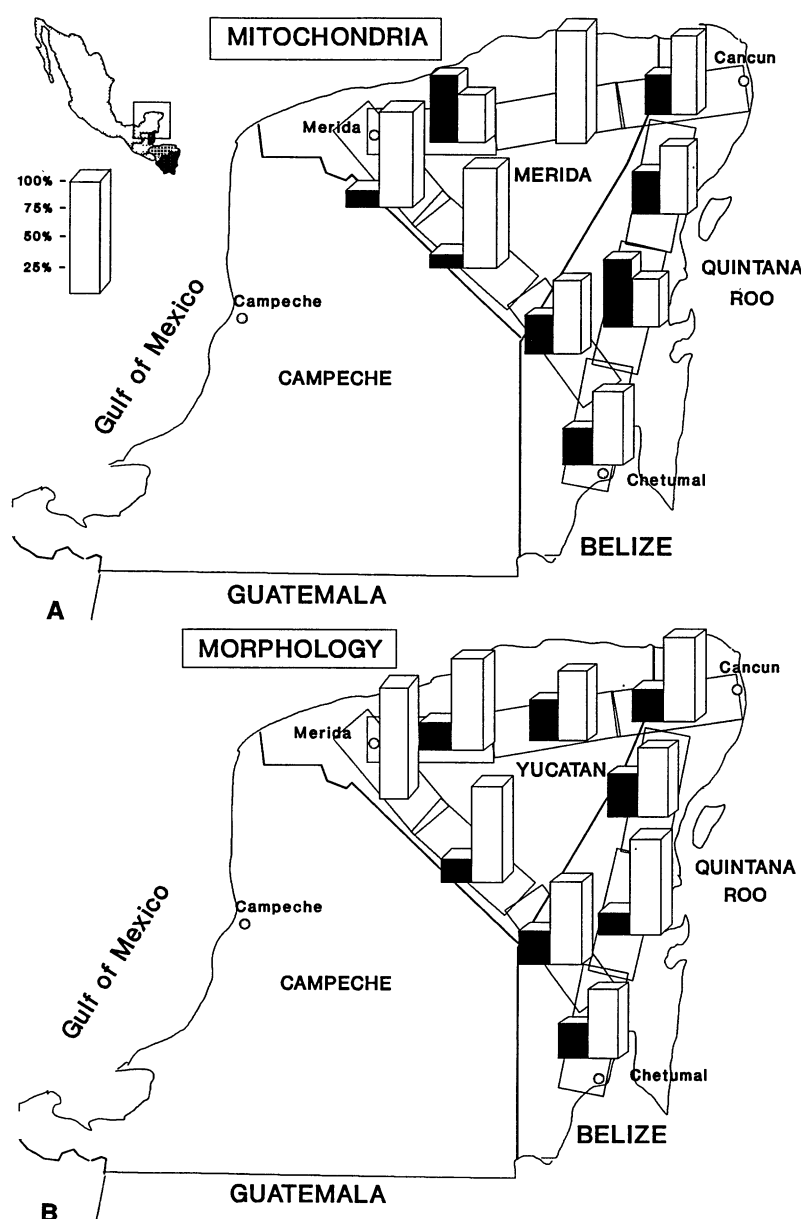 MITOCHONDRIA
Cancun
Merida
MERIDA
100%
75%
50%
25%
QUINTANA
ROO
Campeche
Gulf of Mexico
CAMPECHE
Chetumal
BELIZE
GUATEMALA
A
MORPHOLOGY
Cancun
Merida
YUCATAN
QUINTANA
ROO
Campeche
Gulf of Mexico
CAMPECHE
Chetumal
BELIZE
GUATEMALA
B